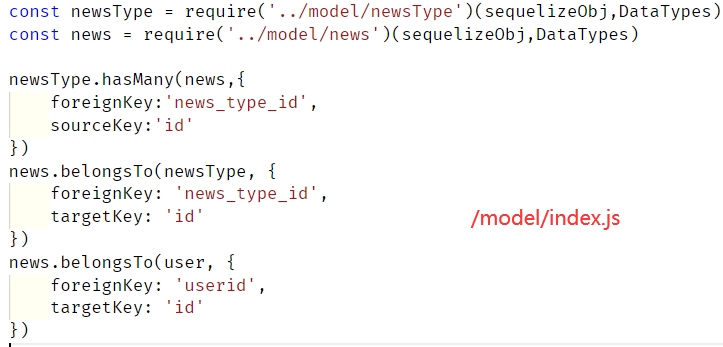 const newsType = require('../model/newsType')(sequelizeObj,DataTypes)
const news = require('../model/news')(sequelizeObj,DataTypes)
newsType.hasMany(news,{
    foreignKey:'news_type_id',
    sourceKey:'id'
})
news.belongsTo(newsType, {
    foreignKey: 'news_type_id',
    targetKey: 'id'
})
/model/index.js
news.belongsTo(user, {
    foreignKey: 'userid',
    targetKey: 'id'
})